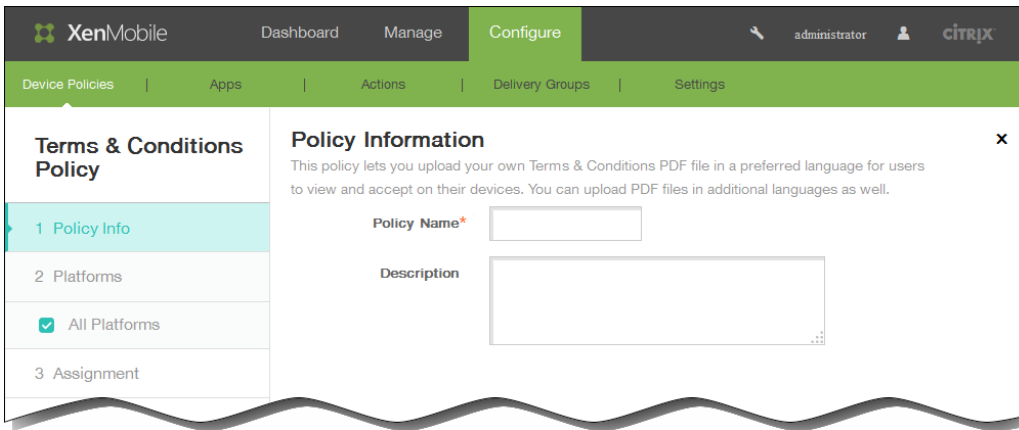 XenMobile Dashboard Manage Configure administrator CİTRIX
Device Policies | Apps | Actions | Delivery Groups | Settings
Terms & Conditions
Policy
1 Policy Info
2 Platforms
All Platforms
3 Assignment
Policy Information
This policy lets you upload your own Terms & Conditions PDF file in a preferred language for users
to view and accept on their devices. You can upload PDF files in additional languages as well.
Policy Name*
Description
x